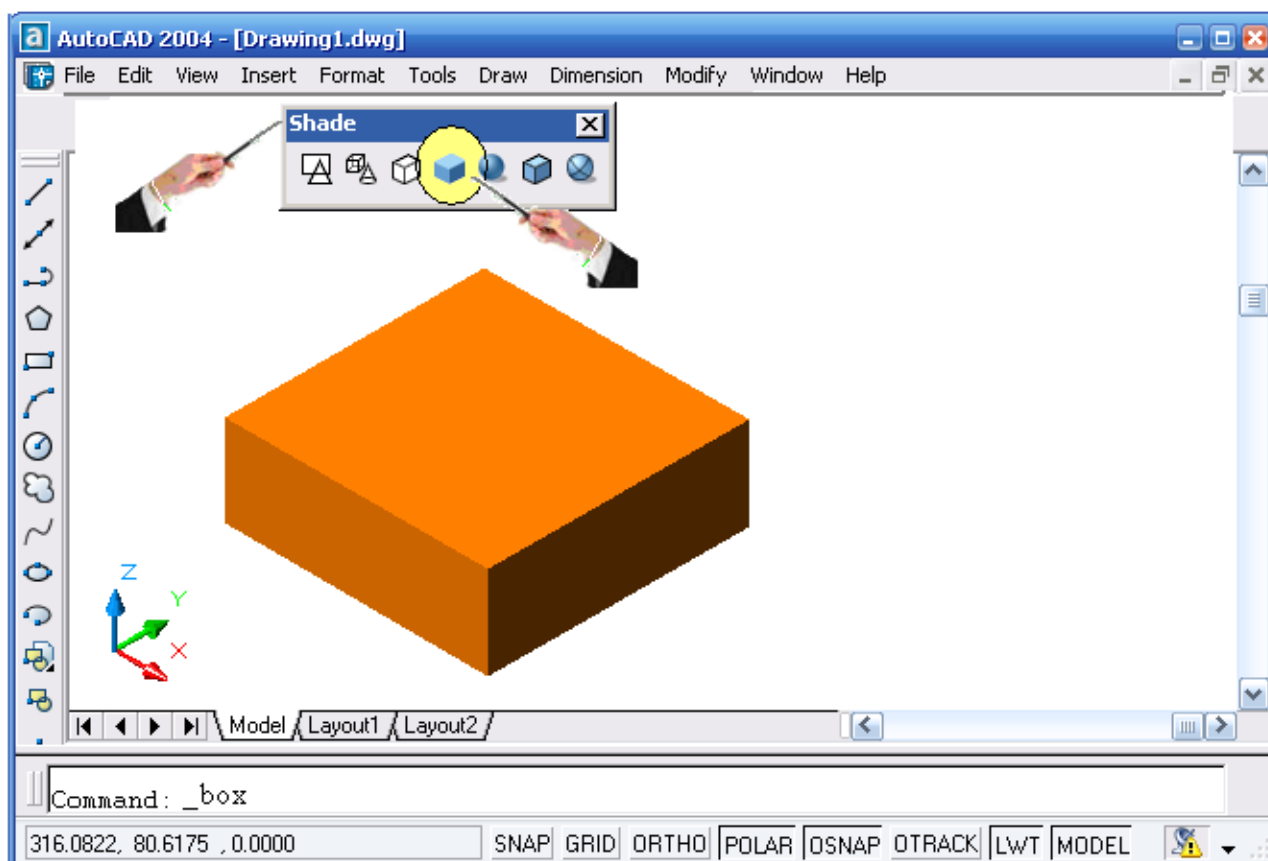 a AutoCAD 2004 - [Drawing1.dwg]
File Edit View Insert Format Tools Draw Dimension Modify Window Help
Shade
Z
Y
X
Model Layout1 Layout2
Command: _box
316.0822, 80.6175 , 0.0000 SNAP GRID ORTHO POLAR OSNAP OTRACK LWT MODEL